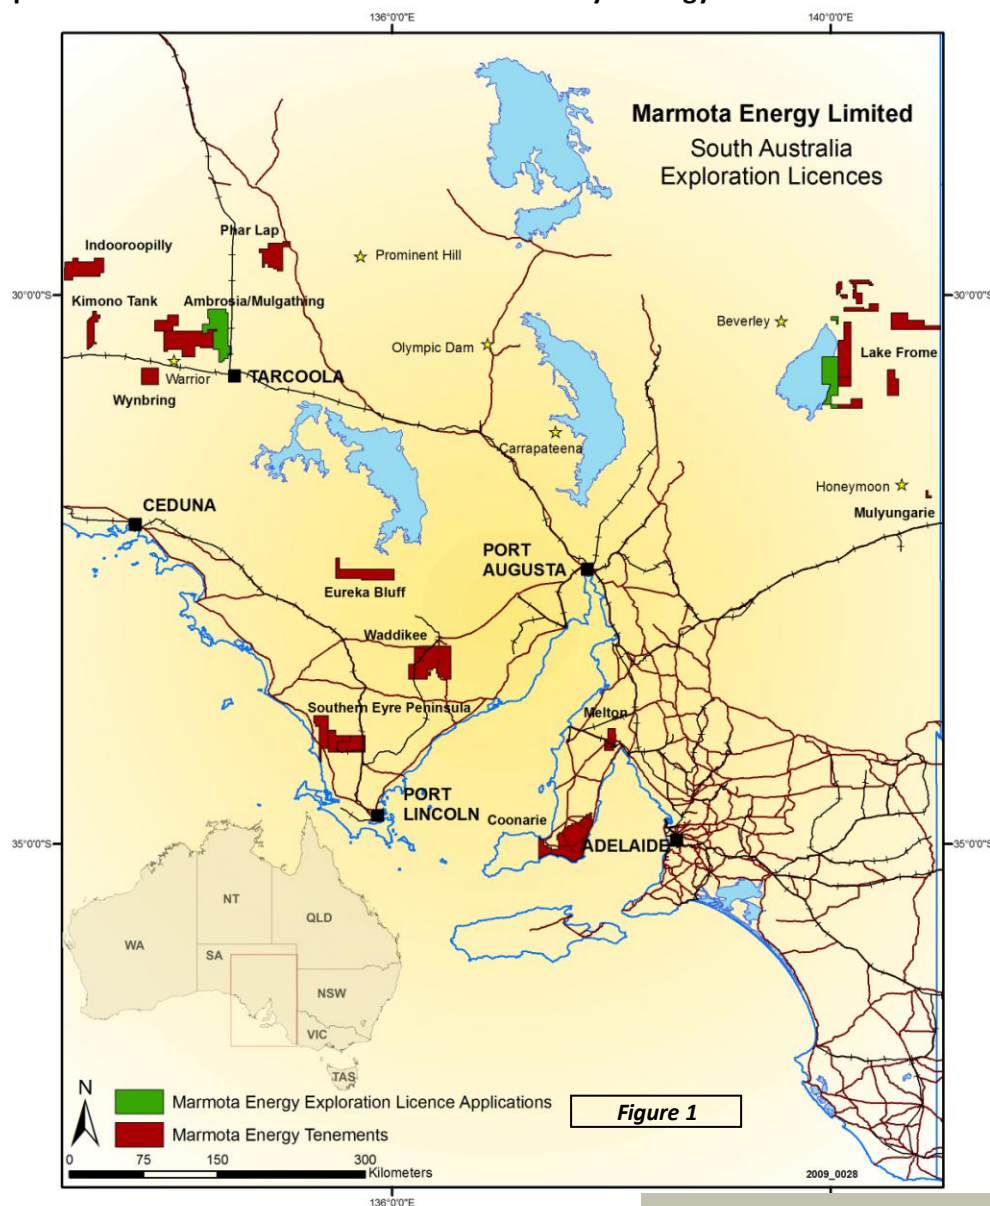 136°0'0"E
140°0'0"E
Marmota Energy Limited
South Australia
Exploration Licences
Phar Lap
Indooroopilly
Prominent Hill
30°0'0"S
30°0'0"S
Kimono Tank
Ambrosia/Mulgathing
Beverley
Olympic Dam
Lake Frome
Warrior
TARCOOLA
Wynbring
Carrapateena
Honeymoon
Mulyungarie
CEDUNA
PORT
AUGUSTA
Eureka Bluff
Waddikee
Southern Eyre Peninsula
Melton
PORT
LINCOLN
Coonarie
ADELAIDE
35°0'0"S
35°0'0"S
NT
QLD
WA
SA
NSW
VIC
TAS
N
Marmota Energy Exploration Licence Applications
Figure 1
Marmota Energy Tenements
0 75 150 300
Kilometers
2009_0028
136°0'0"E